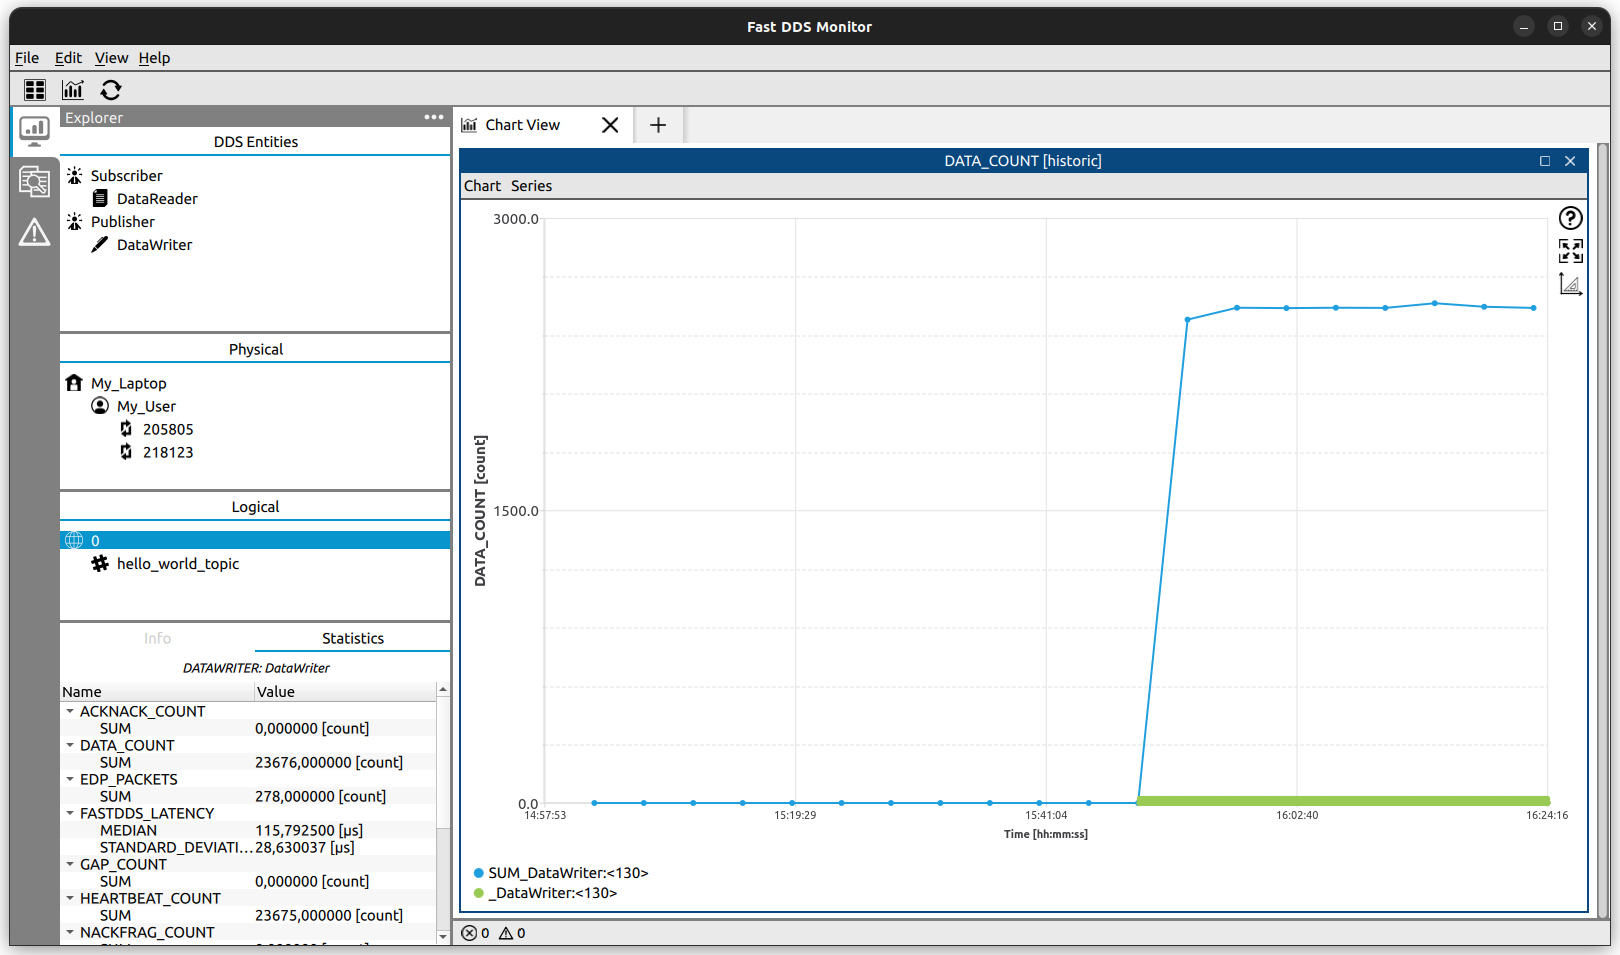 Fast DDS Monitor
File Edit View Help
Explorer
DDS Entities
Subscriber
DataReader
Publisher
DataWriter
Physical
My_Laptop
My_User
205805
218123
Logical
0
hello_world_topic
Info Statistics
DATAWRITER: DataWriter
Name Value
ACKNACK_COUNT
SUM 0,000000 [count]
DATA_COUNT
SUM 23676,000000 [count]
EDP_PACKETS
SUM 278,000000 [count]
FASTDDS_LATENCY
MEDIAN 115,792500 [µs]
STANDARD_DEVIATI... 28,630037 [µs]
GAP_COUNT
SUM 0,000000 [count]
HEARTBEAT_COUNT
SUM 23675,000000 [count]
NACKFRAG_COUNT
Chart View
DATA_COUNT [historic]
Chart Series
3000.0
1500.0
0.0
DATA_COUNT [count]
14:57:53 15:19:29 15:41:04 16:02:40 16:24:16
Time [hh:mm:ss]
SUM_DataWriter:<130>
_DataWriter:<130>
0 0